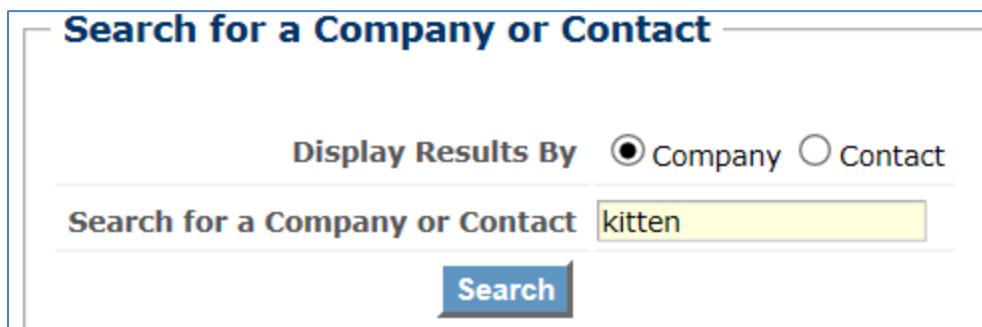 Search for a Company or Contact
Display Results By Company Contact
Search for a Company or Contact kitten
Search